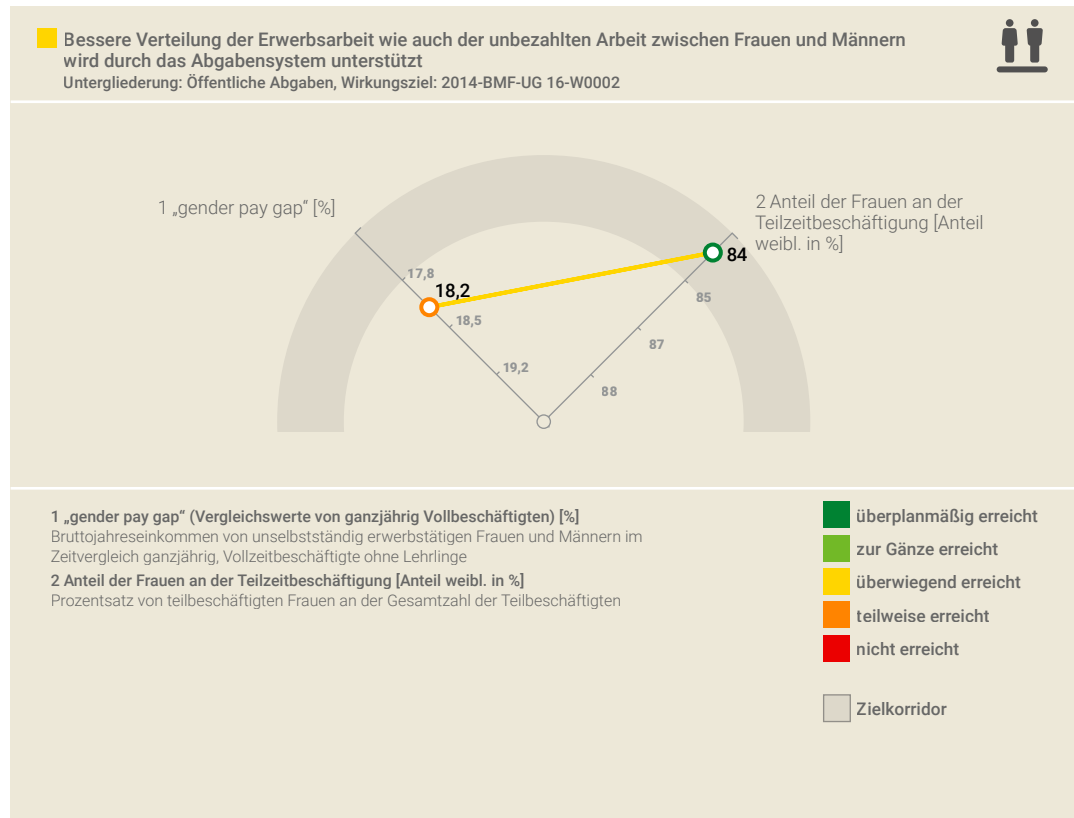 Bessere Verteilung der Erwerbsarbeit wie auch der unbezahlten Arbeit zwischen Frauen und Männern
wird durch das Abgabensystem unterstützt
Untergliederung: Öffentliche Abgaben, Wirkungsziel: 2014-BMF-UG 16-W0002
1 „gender pay gap“ [%]
2 Anteil der Frauen an der
Teilzeitbeschäftigung [Anteil
weibl. in %]
84
17,8
18,2
85
18,5
87
19,2
88
1 „gender pay gap“ (Vergleichswerte von ganzjährig Vollbeschäftigten) [%]
Bruttojahreseinkommen von unselbstständig erwerbstätigen Frauen und Männern im
Zeitvergleich ganzjährig, Vollzeitbeschäftigte ohne Lehrlinge
2 Anteil der Frauen an der Teilzeitbeschäftigung [Anteil weibl. in %]
Prozentsatz von teilbeschäftigten Frauen an der Gesamtzahl der Teilbeschäftigten
überplanmäßig erreicht
zur Gänze erreicht
überwiegend erreicht
teilweise erreicht
nicht erreicht
Zielkorridor